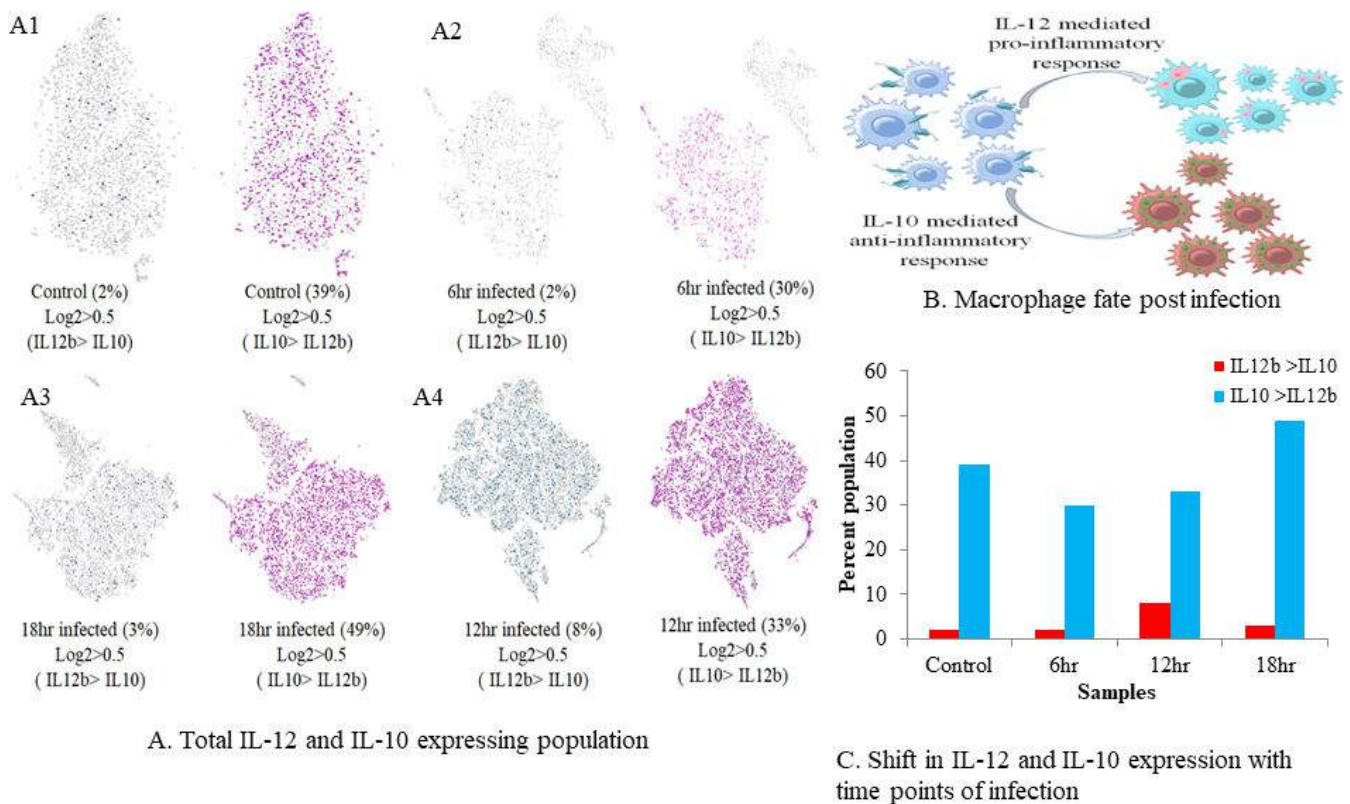 A1
Control (2%)
Log2>0.5
(IL12b> IL10)
Control (39%)
Log2>0.5
( IL10> IL12b)
A2
6hr infected (2%)
Log2>0.5
( IL12b> IL10)
6hr infected (30%)
Log2>0.5
( IL10> IL12b)
A3
18hr infected (3%)
Log2>0.5
( IL12b> IL10)
18hr infected (49%)
Log2>0.5
( IL10> IL12b)
A4
12hr infected (8%)
Log2>0.5
( IL12b> IL10)
12hr infected (33%)
Log2>0.5
( IL10> IL12b)
A. Total IL-12 and IL-10 expressing population
IL-12 mediated
pro-inflammatory
response
IL-10 mediated
anti-inflammatory
response
B. Macrophage fate post infection
IL12b >IL10
IL10 >IL12b
Percent population
60
50
40
30
20
10
0
Control
6hr
12hr
18hr
Samples
C. Shift in IL-12 and IL-10 expression with
time points of infection